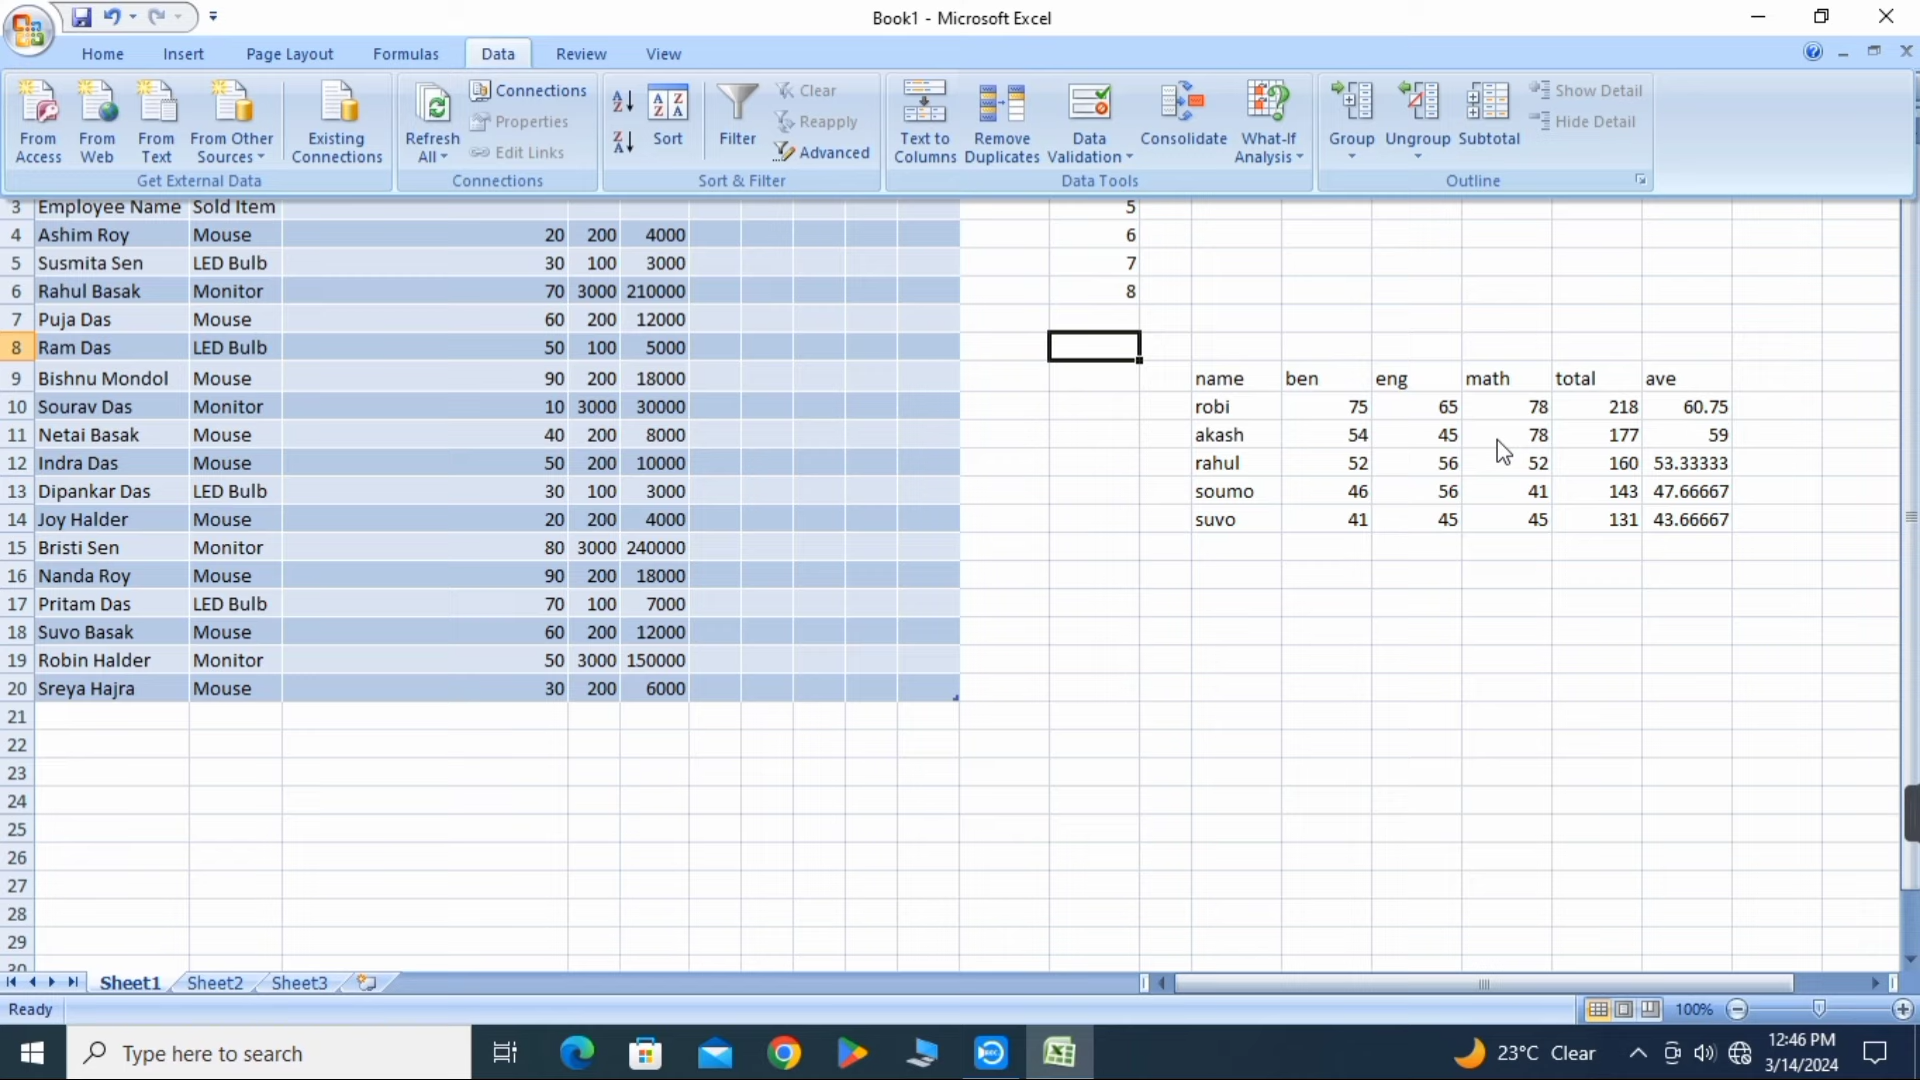 Book1 - Microsoft Excel
Home Insert Page Layout Formulas Data Review View
From Access From Web From Text From Other Sources Existing Connections Get External Data
Refresh All Connections Properties Edit Links Connections
Sort Filter Clear Reapply Advanced Sort & Filter
Text to Columns Remove Duplicates Data Validation Consolidate What-If Analysis Data Tools
Group Ungroup Subtotal Show Detail Hide Detail Outline
3 Employee Name Sold Item 5
4 Ashim Roy Mouse 20 200 4000 6
5 Susmita Sen LED Bulb 30 100 3000 7
6 Rahul Basak Monitor 70 3000 210000 8
7 Puja Das Mouse 60 200 12000
8 Ram Das LED Bulb 50 100 5000
9 Bishnu Mondol Mouse 90 200 18000 name ben eng math total ave
10 Sourav Das Monitor 10 3000 30000 robi 75 65 78 218 60.75
11 Netai Basak Mouse 40 200 8000 akash 54 45 78 177 59
12 Indra Das Mouse 50 200 10000 rahul 52 56 52 160 53.33333
13 Dipankar Das LED Bulb 30 100 3000 soumo 46 56 41 143 47.66667
14 Joy Halder Mouse 20 200 4000 suvo 41 45 45 131 43.66667
15 Bristi Sen Monitor 80 3000 240000
16 Nanda Roy Mouse 90 200 18000
17 Pritam Das LED Bulb 70 100 7000
18 Suvo Basak Mouse 60 200 12000
19 Robin Halder Monitor 50 3000 150000
20 Sreya Hajra Mouse 30 200 6000
21
22
23
24
25
26
27
28
29
30
Sheet1 Sheet2 Sheet3
Ready 100%
Type here to search 23°C Clear 12:46 PM
3/14/2024